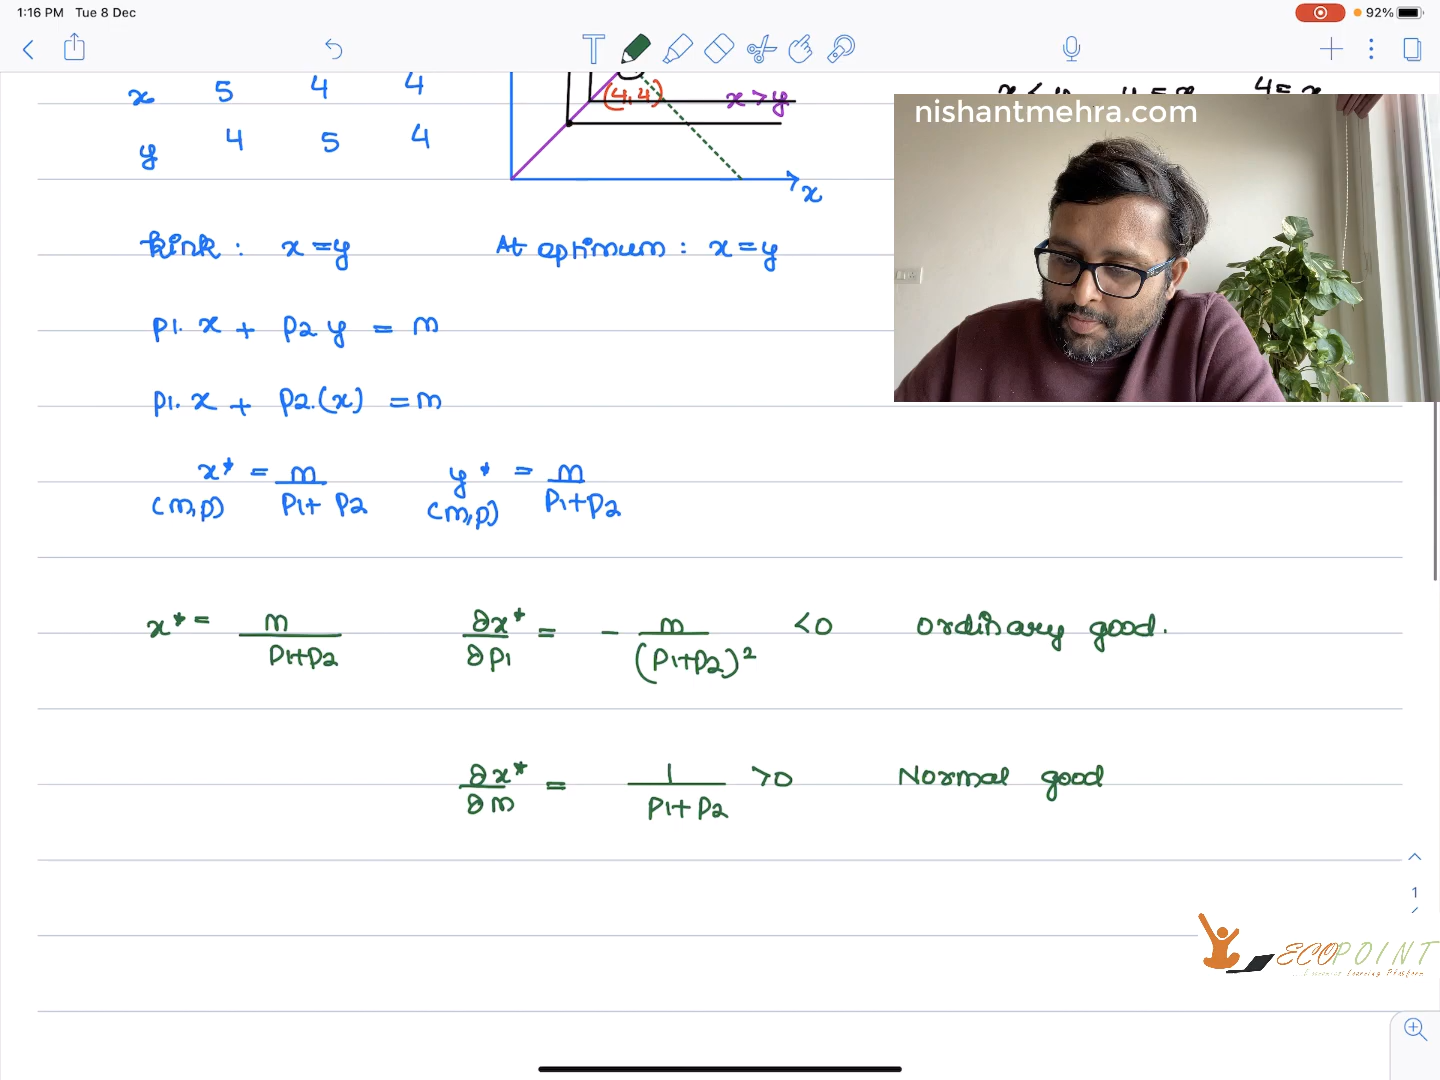 1:16 PM Tue 8 Dec
92%
x 5 4 4
y 4 5 4
(4,4)
x > y
x
nishantmehra.com
kink : x = y
At optimum : x = y
p1. x + p2 y = m
p1. x + p2.(x) = m
x* = m / p1 + p2
(m,p)
y* = m / p1+p2
(m,p)
x* = m / p1+p2
∂x* / ∂p1 = - m / (p1+p2)² <0 ordinary good.
∂x* / ∂m = 1 / p1+ p2 >0 Normal good
1
ECOPOINT